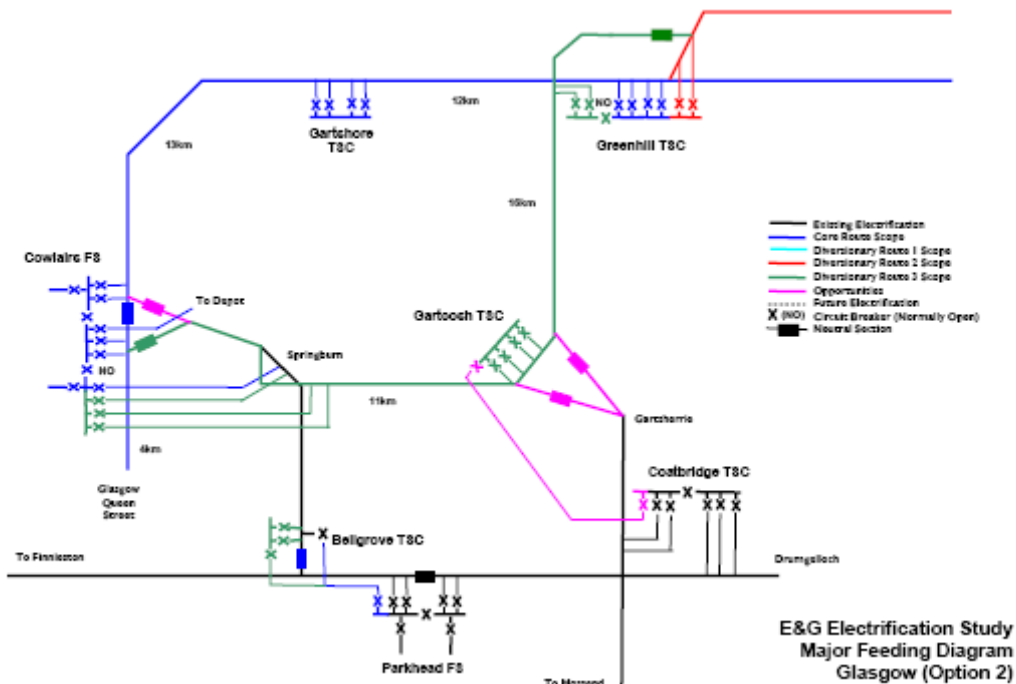 12km
NO
Gartshore
TSC
Greenhill TSC
13km
15km
Existing Electrification
Core Route Scope
Diversionary Route 1 Scope
Diversionary Route 2 Scope
Diversionary Route 3 Scope
Opportunities
Future Electrification
(NO) Circuit Breaker (Normally Open)
Neutral Section
Cowlairs FS
To Depot
Gartcosh TSC
Springburn
NO
11km
Gartsherrie
4km
Coatbridge TSC
Glasgow
Queen
Street
Bellgrove TSC
To Finnieston
Drumgelloch
Parkhead FS
E&G Electrification Study
Major Feeding Diagram
Glasgow (Option 2)